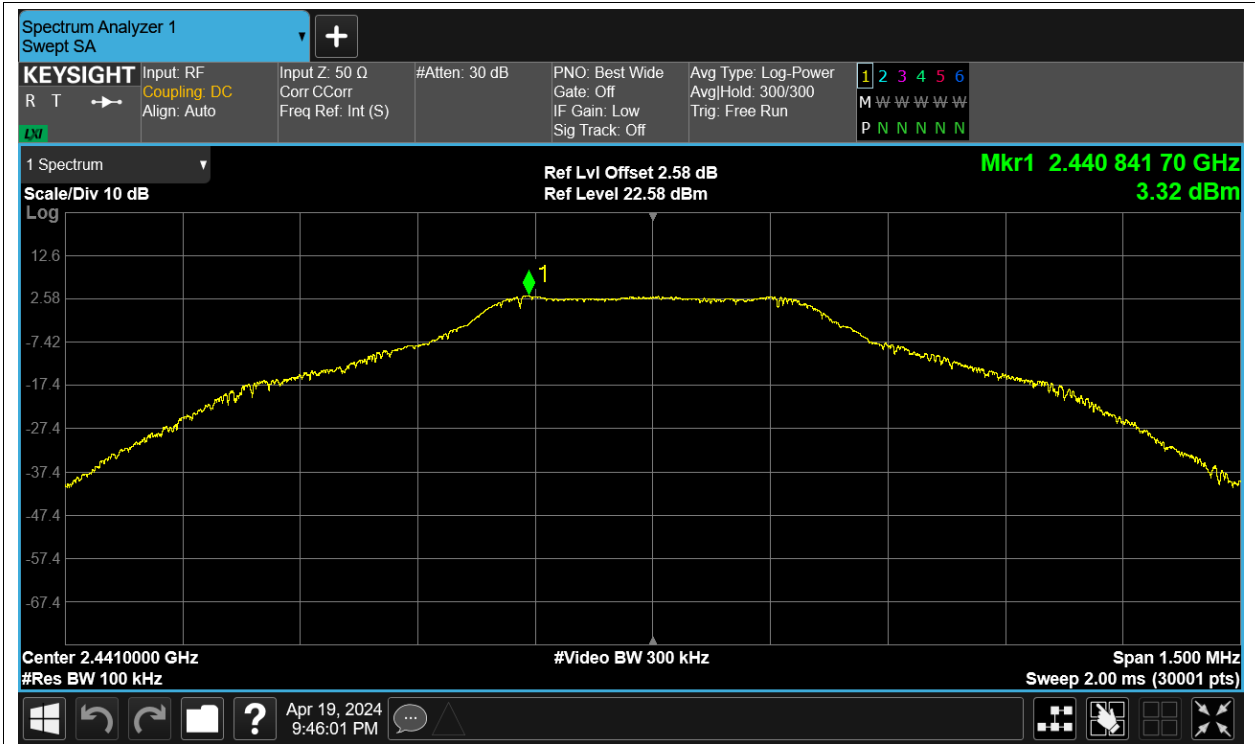 Spectrum Analyzer 1
Swept SA
+
KEYSIGHT
R T
LXI
Input: RF
Coupling: DC
Align: Auto
Input Z: 50 Ω
Corr CCorr
Freq Ref: Int (S)
#Atten: 30 dB
PNO: Best Wide
Gate: Off
IF Gain: Low
Sig Track: Off
Avg Type: Log-Power
Avg|Hold: 300/300
Trig: Free Run
1 2 3 4 5 6
M W W W W W
P N N N N N
1 Spectrum
Scale/Div 10 dB
Log
Ref Lvl Offset 2.58 dB
Ref Level 22.58 dBm
Mkr1 2.440 841 70 GHz
3.32 dBm
12.6
1
2.58
-7.42
-17.4
-27.4
-37.4
-47.4
-57.4
-67.4
Center 2.4410000 GHz
#Video BW 300 kHz
Span 1.500 MHz
#Res BW 100 kHz
Sweep 2.00 ms (30001 pts)
?
Apr 19, 2024
9:46:01 PM